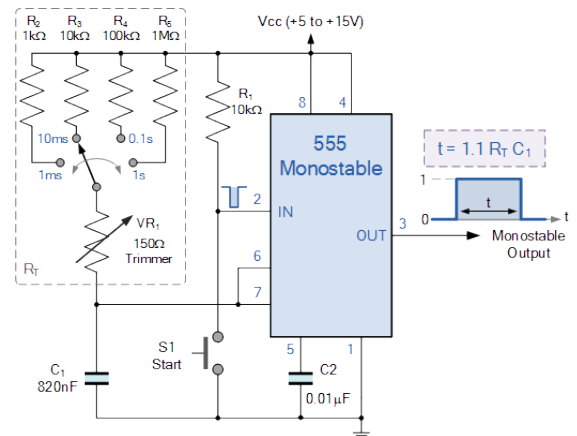 R2
1kΩ
R3
10kΩ
R4
100kΩ
R5
1MΩ
Vcc (+5 to +15V)
R1
10kΩ
8
4
10ms
0.1s
1ms
1s
555
Monostable
t = 1.1 RT C1
2
IN
1
t
0
t
3
OUT
Monostable
Output
VR1
150Ω
Trimmer
RT
6
7
S1
Start
5
1
C1
820nF
C2
0.01µF